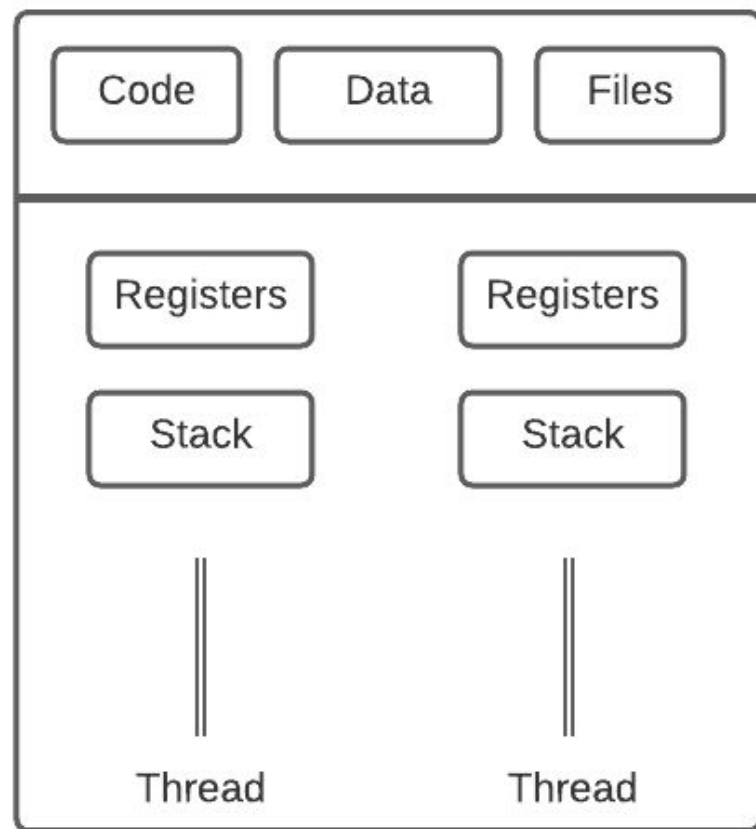 Code Data Files
Registers Registers
Stack Stack
Thread Thread